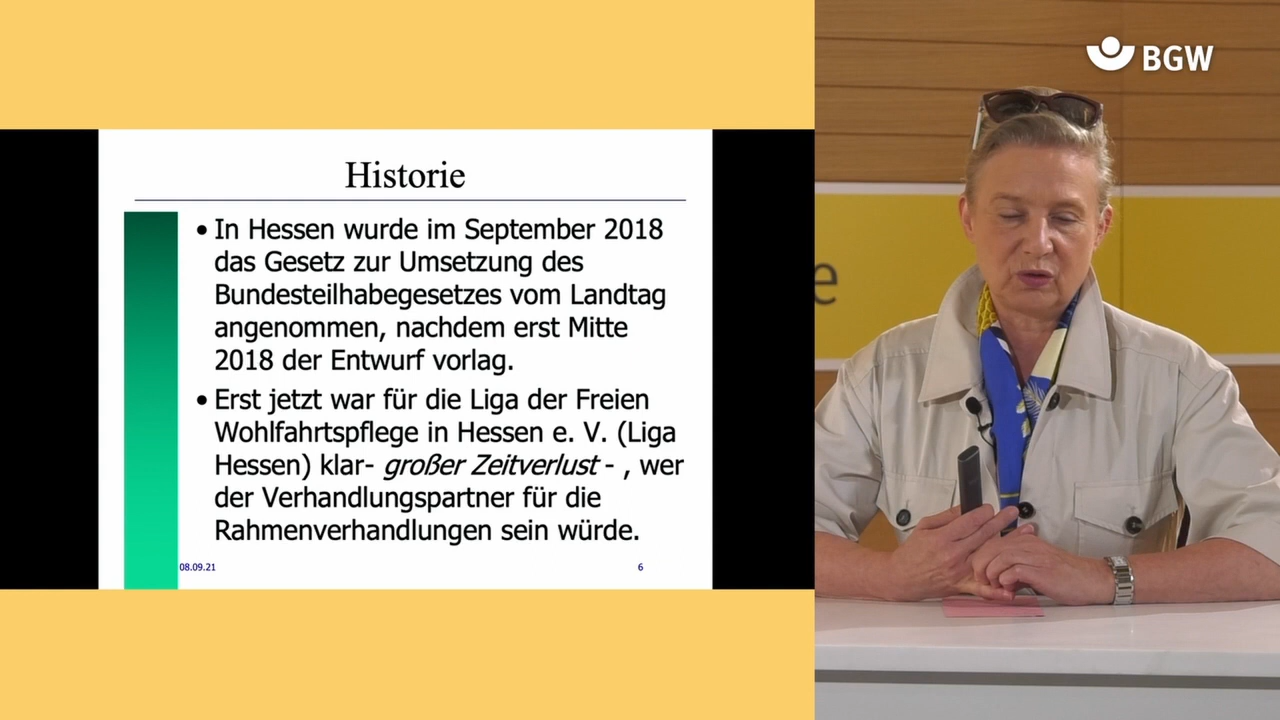 BGW
Historie
• In Hessen wurde im September 2018
das Gesetz zur Umsetzung des
Bundesteilhabegesetzes vom Landtag
angenommen, nachdem erst Mitte
2018 der Entwurf vorlag.
• Erst jetzt war für die Liga der Freien
Wohlfahrtspflege in Hessen e. V. (Liga
Hessen) klar- großer Zeitverlust - , wer
der Verhandlungspartner für die
Rahmenverhandlungen sein würde.
08.09.21
6
e